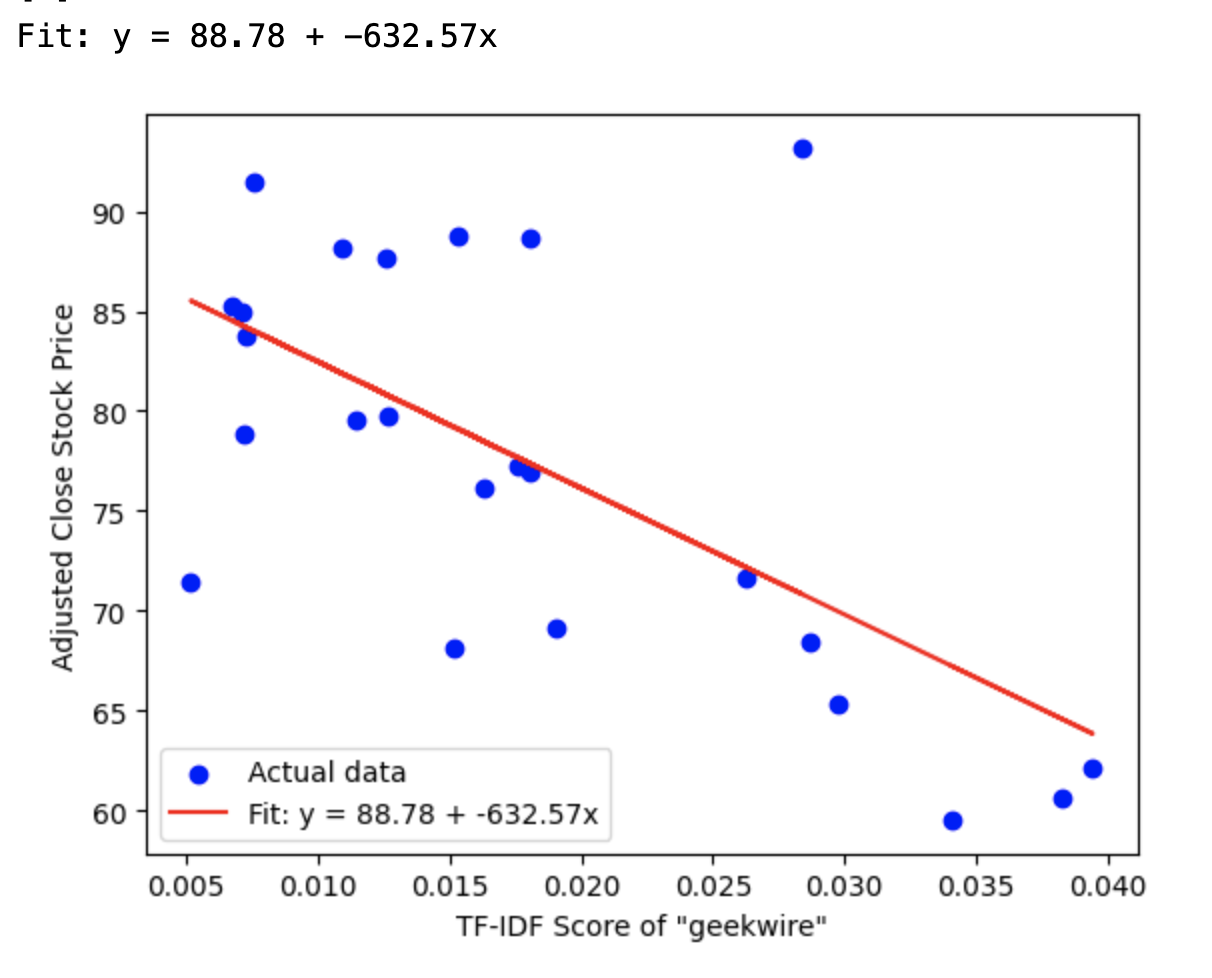 Fit: y = 88.78 + −632.57x
90
85
80
75
70
65
60
Adjusted Close Stock Price
Actual data
Fit: y = 88.78 + -632.57x
0.005 0.010 0.015 0.020 0.025 0.030 0.035 0.040
TF-IDF Score of "geekwire"